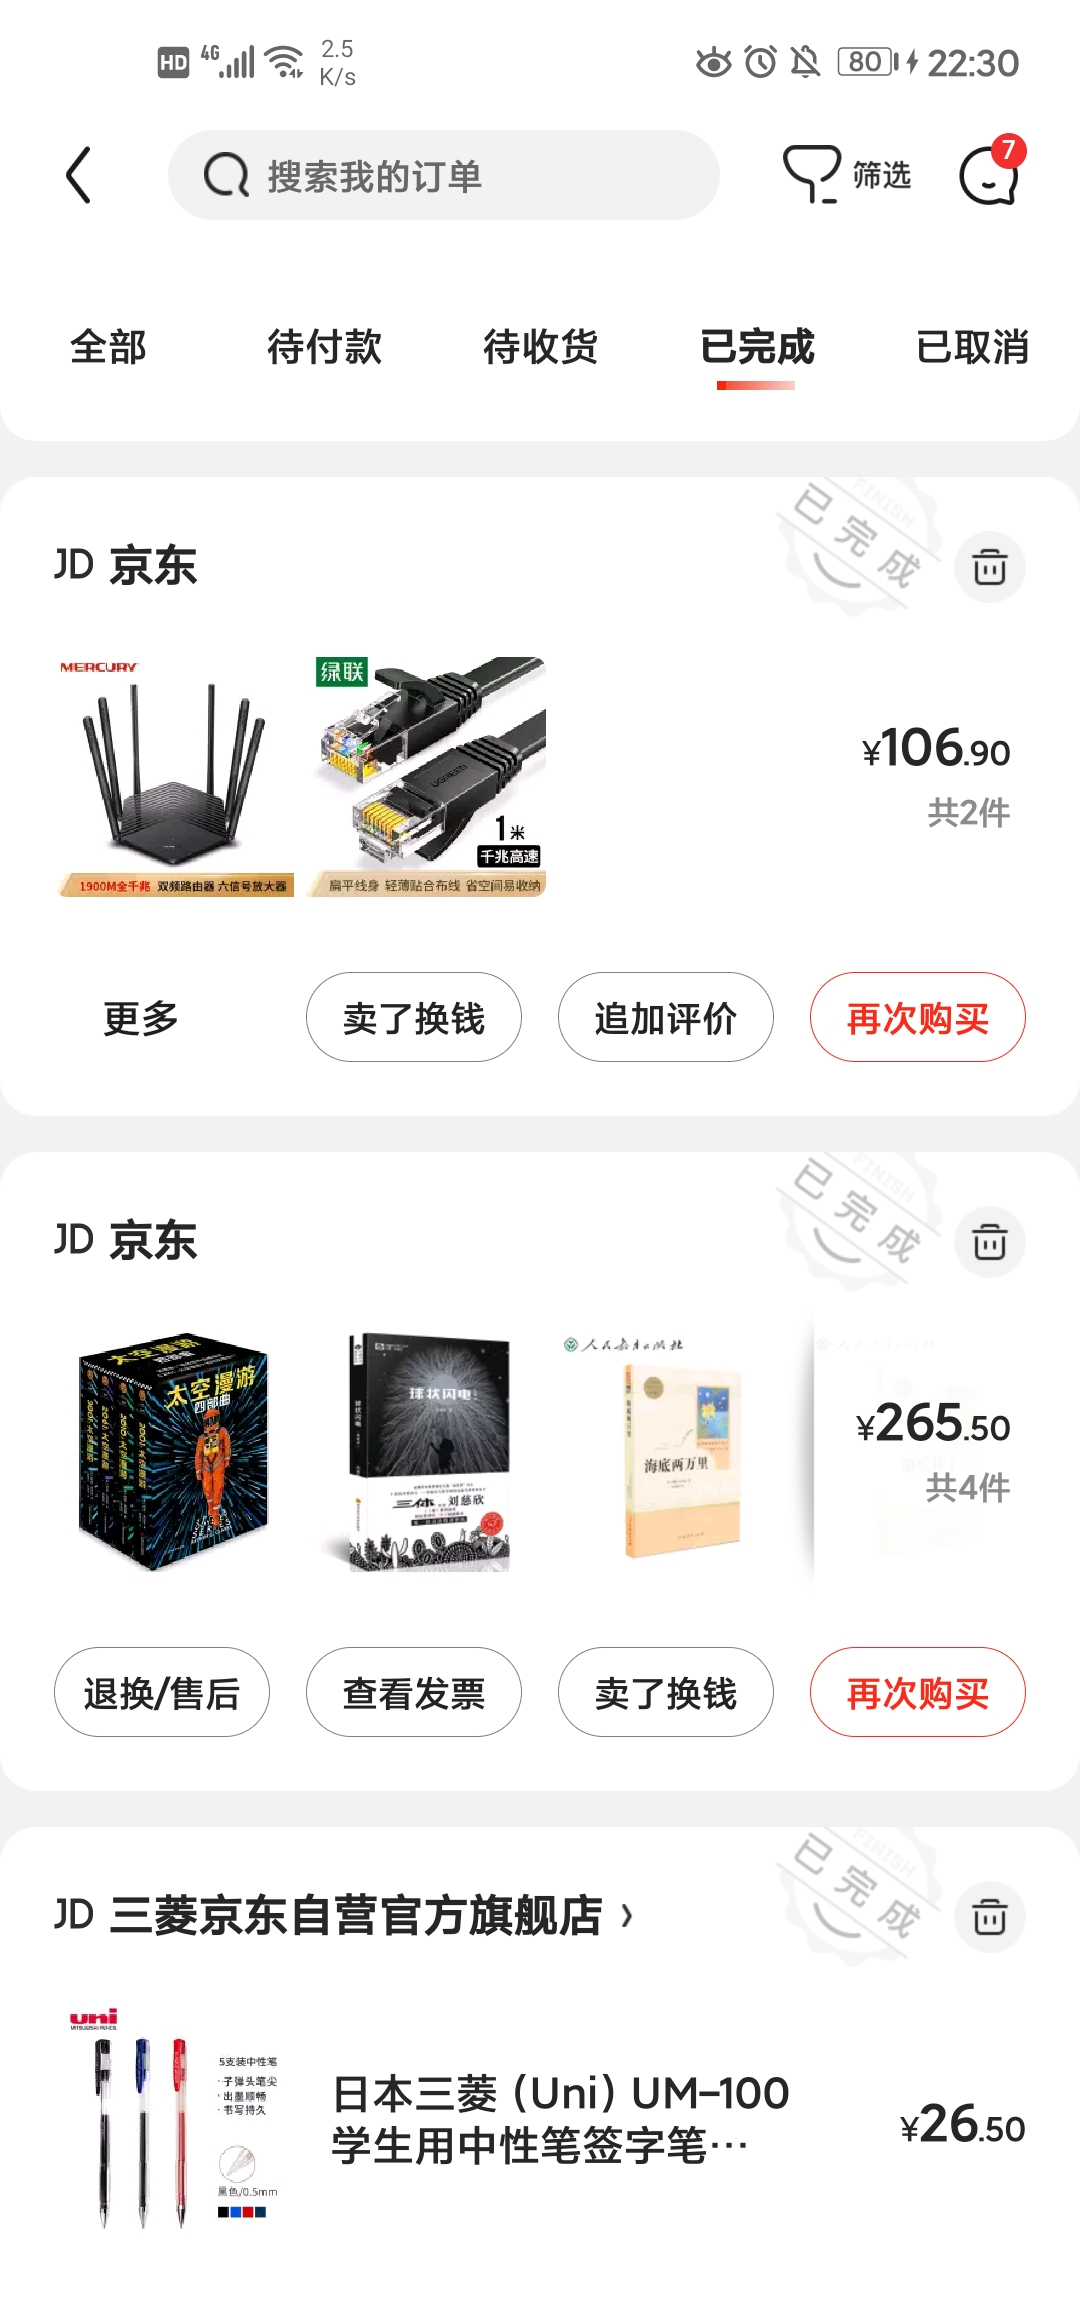 HD 4G 2.5 K/s 80 22:30
搜索我的订单 筛选 7
全部 待付款 待收货 已完成 已取消
FINISH
已完成
JD 京东
MERCURY
1900M全千兆 双频路由器 六信号放大器
绿联
UGREEN
1米
千兆高速
扁平线身 轻薄贴合布线 省空间易收纳
¥106.90
共2件
更多 卖了换钱 追加评价 再次购买
FINISH
已完成
JD 京东
太空漫游
四部曲
球状闪电
三体
刘慈欣
人民教育出版社
海底两万里
¥265.50
共4件
退换/售后 查看发票 卖了换钱 再次购买
FINISH
已完成
JD 三菱京东自营官方旗舰店 ›
uni
MITSUBISHI PENCIL
5支装中性笔
· 子弹头笔尖
· 出墨顺畅
· 书写持久
黑色/0.5mm
日本三菱（Uni）UM-100
学生用中性笔签字笔…
¥26.50